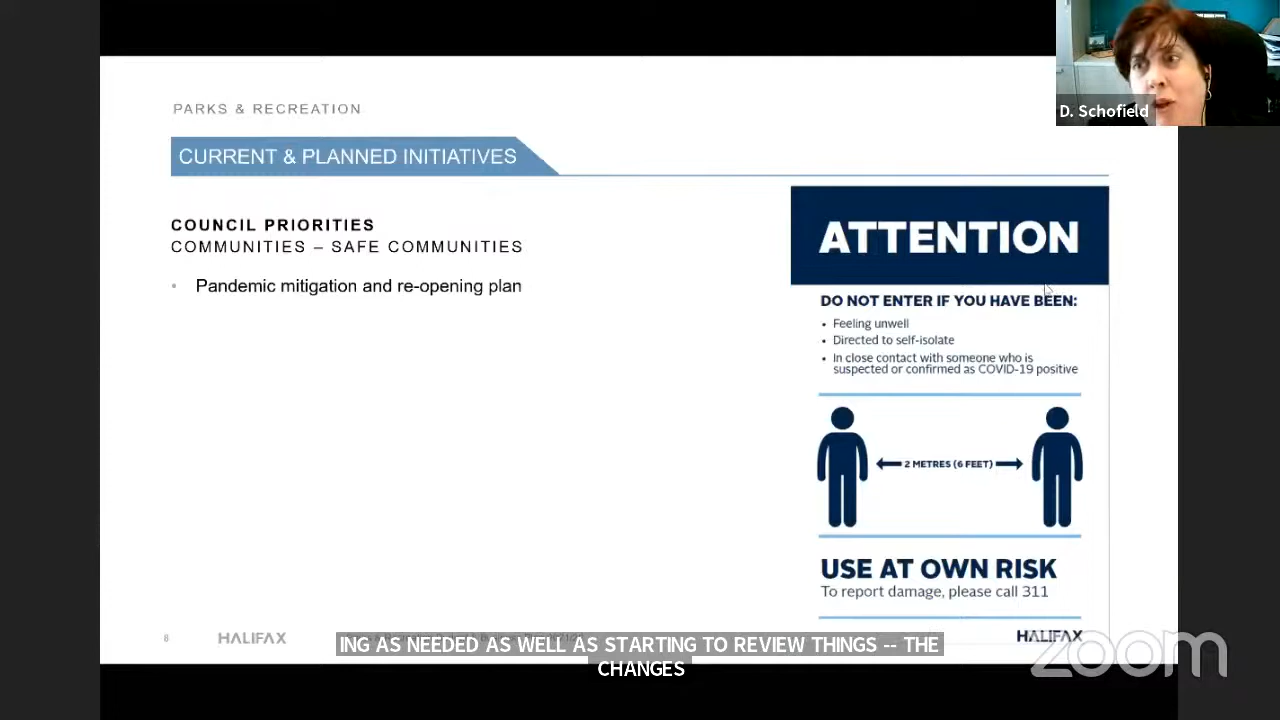 PARKS & RECREATION
CURRENT & PLANNED INITIATIVES
COUNCIL PRIORITIES
COMMUNITIES – SAFE COMMUNITIES
• Pandemic mitigation and re-opening plan
D. Schofield
ATTENTION
DO NOT ENTER IF YOU HAVE BEEN:
• Feeling unwell
• Directed to self-isolate
• In close contact with someone who is
suspected or confirmed as COVID-19 positive
2 METRES (6 FEET)
USE AT OWN RISK
To report damage, please call 311
HALIFAX
8
HALIFAX
ING AS NEEDED AS WELL AS STARTING TO REVIEW THINGS -- THE
CHANGES
zoom